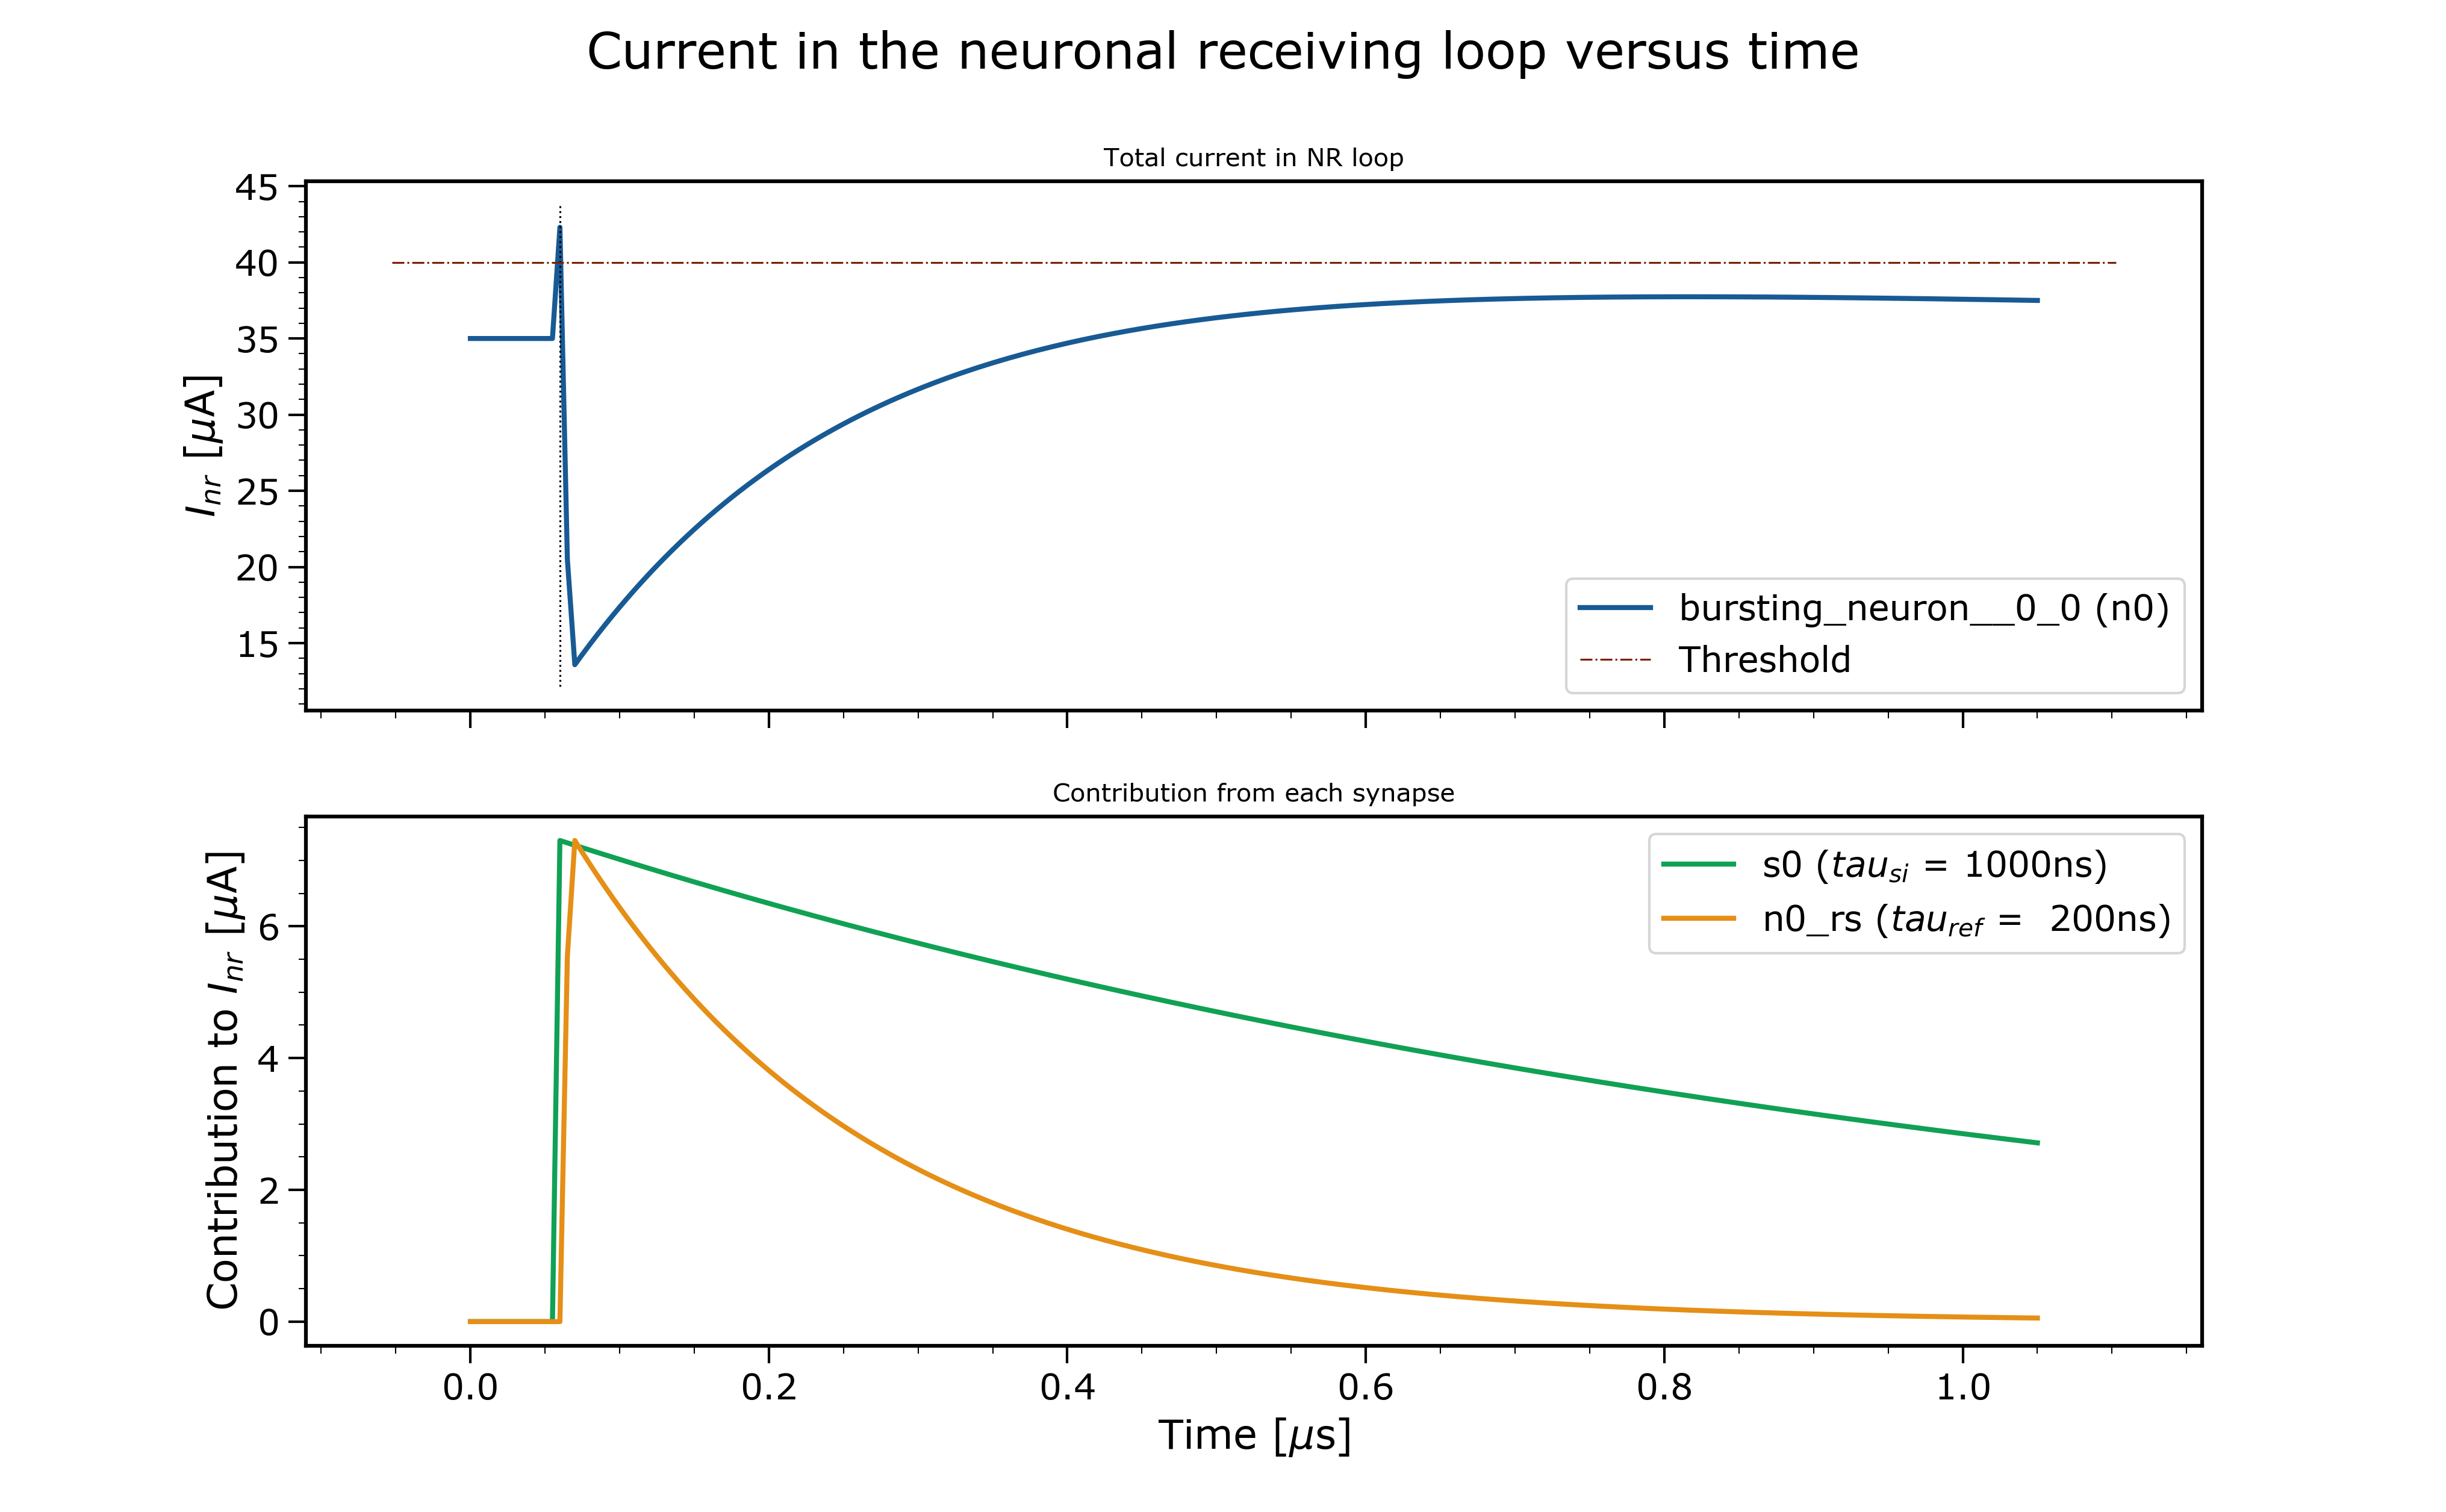 Current in the neuronal receiving loop versus time
Total current in NR loop
45
40
35
30
25
20
15
I_nr [μA]
bursting_neuron__0_0 (n0)
Threshold
Contribution from each synapse
6
4
2
0
Contribution to I_nr [μA]
s0 (tau_si = 1000ns)
n0_rs (tau_ref = 200ns)
0.0 0.2 0.4 0.6 0.8 1.0
Time [μs]